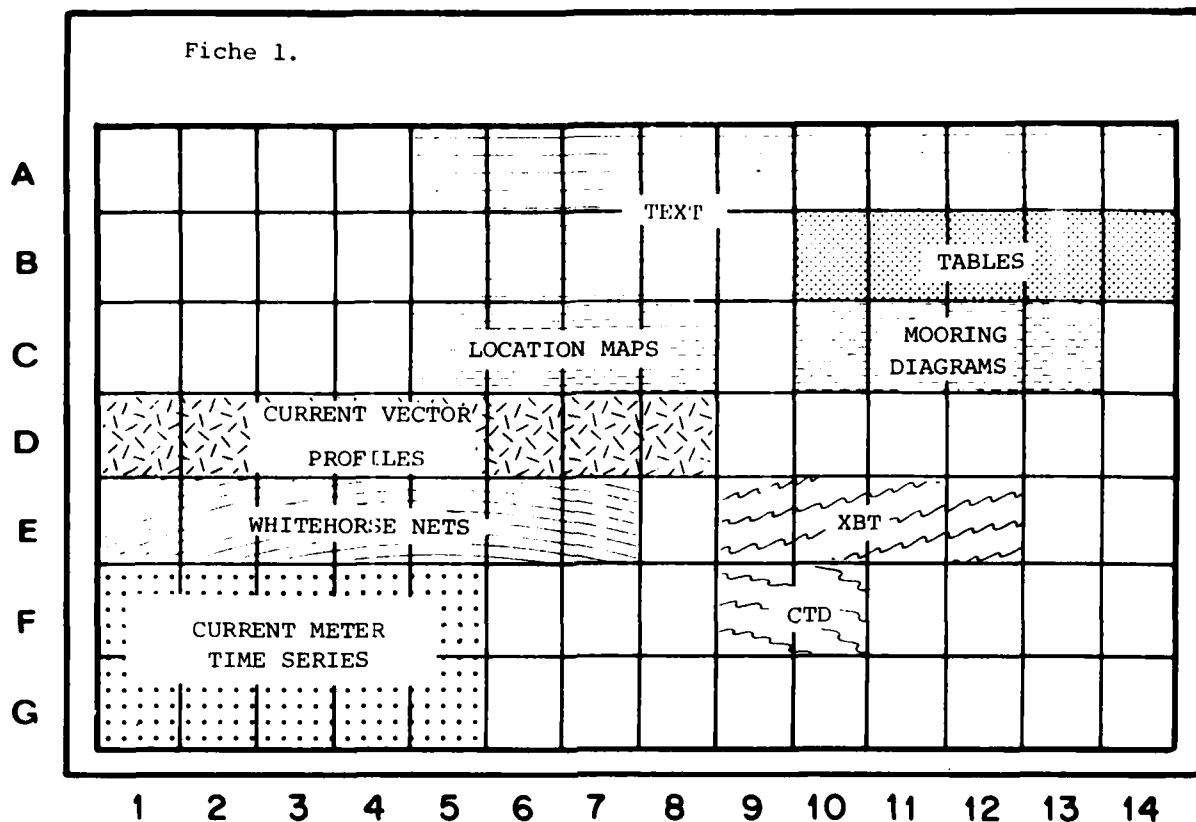 Fiche 1.
A
TEXT
B
TABLES
C
LOCATION MAPS
MOORING
DIAGRAMS
D
CURRENT VECTOR
PROFILES
E
WHITEHORSE NETS
XBT
F
CURRENT METER
TIME SERIES
CTD
G
1 2 3 4 5 6 7 8 9 10 11 12 13 14